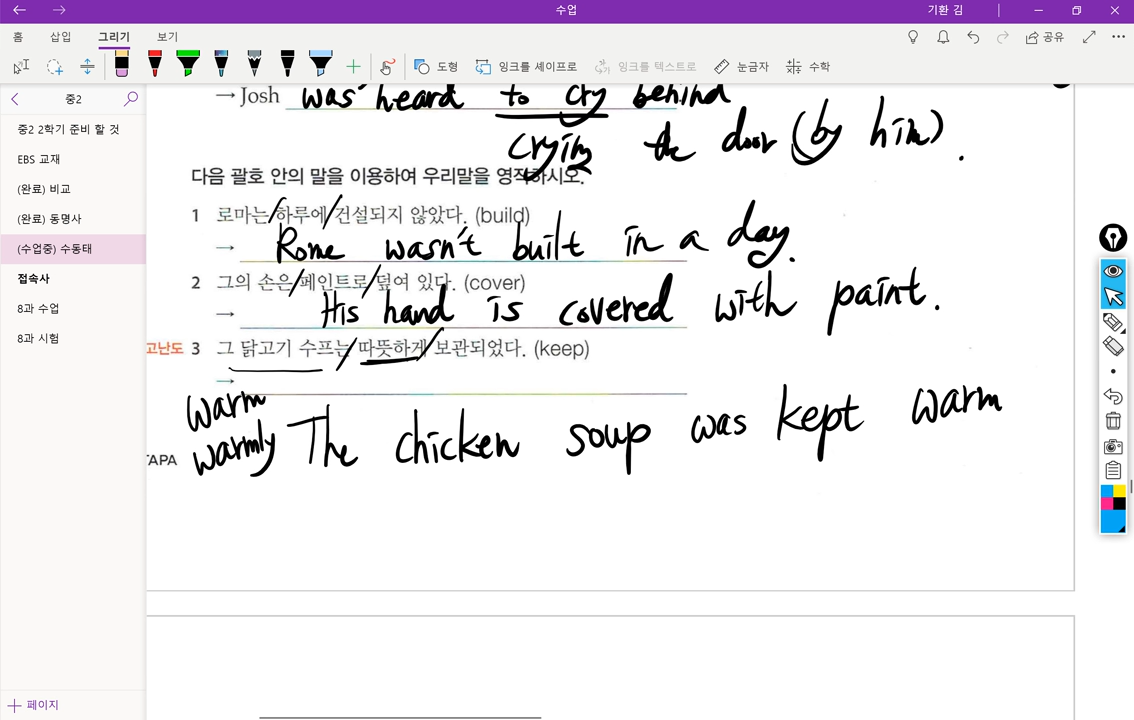 수업
기환 김
홈 삽입 그리기 보기
공유
도형 잉크를 셰이프로 잉크를 텍스트로 눈금자 수학
중2
중2 2학기 준비 할 것
EBS 교재
(완료) 비교
(완료) 동명사
(수업중) 수동태
접속사
8과 수업
8과 시험
페이지
→ Josh was heard to cry behind
crying the door (by him).
다음 괄호 안의 말을 이용하여 우리말을 영작하시오.
1 로마는/하루에/건설되지 않았다. (build)
→ Rome wasn't built in a day.
2 그의 손은/페인트로/덮여 있다. (cover)
→ His hand is covered with paint.
고난도 3 그 닭고기 수프는/따뜻하게/보관되었다. (keep)
→
warm
warmly The chicken soup was kept warm
TAPA